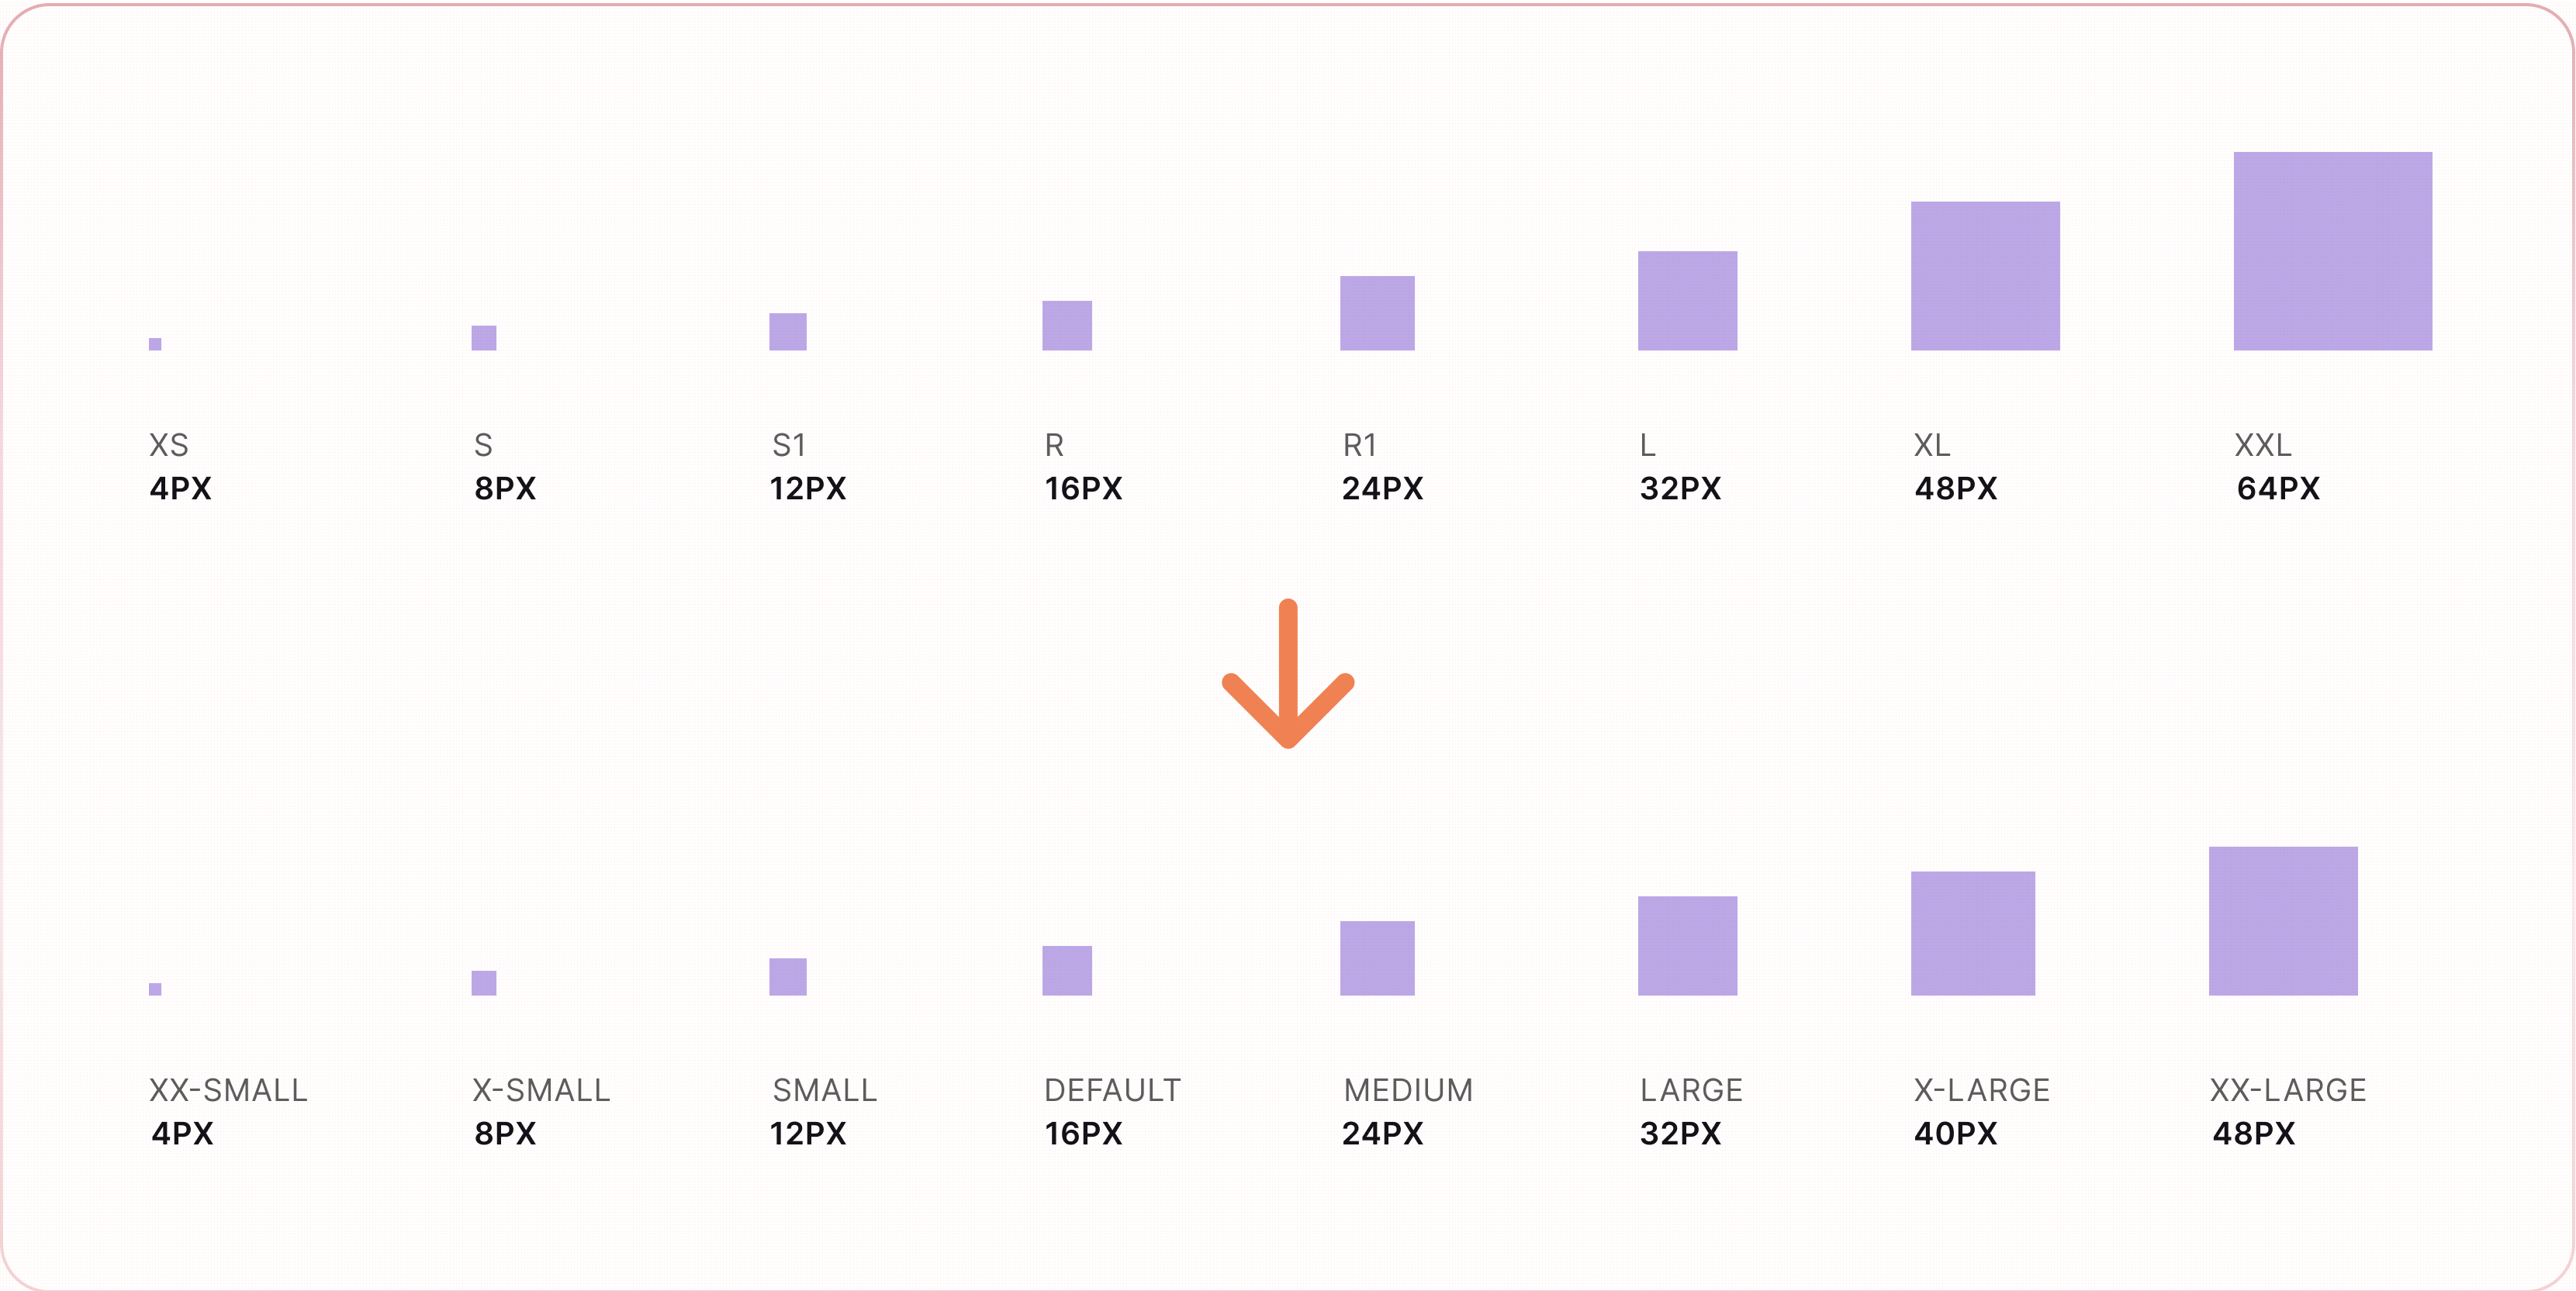 XS S S1 R R1 L XL XXL
4PX 8PX 12PX 16PX 24PX 32PX 48PX 64PX
XX-SMALL X-SMALL SMALL DEFAULT MEDIUM LARGE X-LARGE XX-LARGE
4PX 8PX 12PX 16PX 24PX 32PX 40PX 48PX